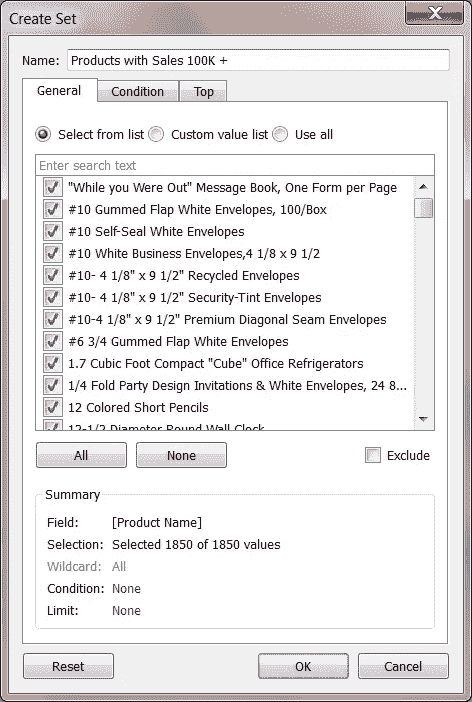 Create Set
Name: Products with Sales 100K +
General Condition Top
Select from list Custom value list Use all
Enter search text
"While you Were Out" Message Book, One Form per Page
#10 Gummed Flap White Envelopes, 100/Box
#10 Self-Seal White Envelopes
#10 White Business Envelopes,4 1/8 x 9 1/2
#10- 4 1/8" x 9 1/2" Recycled Envelopes
#10- 4 1/8" x 9 1/2" Security-Tint Envelopes
#10-4 1/8" x 9 1/2" Premium Diagonal Seam Envelopes
#6 3/4 Gummed Flap White Envelopes
1.7 Cubic Foot Compact "Cube" Office Refrigerators
1/4 Fold Party Design Invitations & White Envelopes, 24 8...
12 Colored Short Pencils
12-1/2 Diameter Round Wall Clock
All None Exclude
Summary
Field: [Product Name]
Selection: Selected 1850 of 1850 values
Wildcard: All
Condition: None
Limit: None
Reset OK Cancel